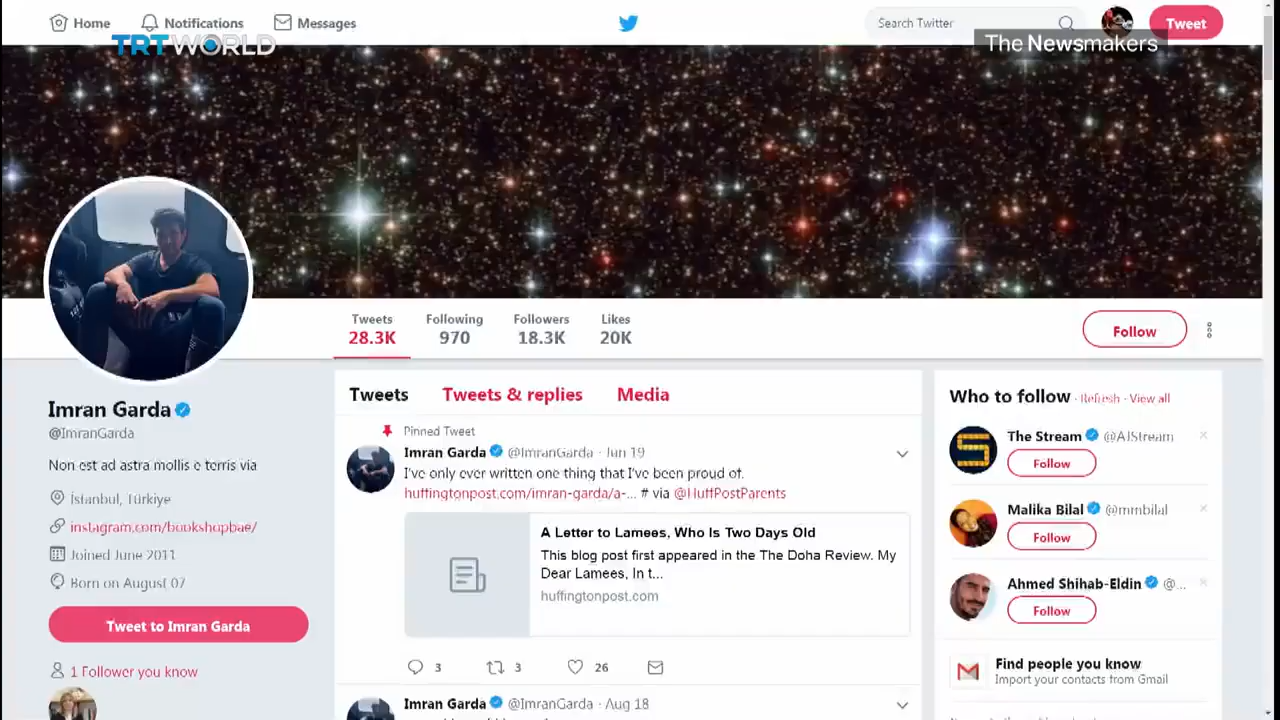 Home
Notifications
Messages
Search Twitter
Tweet
TRT WORLD
The Newsmakers
Tweets
28.3K
Following
970
Followers
18.3K
Likes
20K
Follow
Imran Garda
@ImranGarda
Non est ad astra mollis e terris via
İstanbul, Türkiye
instagram.com/bookshopbae/
Joined June 2011
Born on August 07
Tweet to Imran Garda
1 Follower you know
Tweets
Tweets & replies
Media
Pinned Tweet
Imran Garda @ImranGarda · Jun 19
I've only ever written one thing that I've been proud of.
huffingtonpost.com/imran-garda/a-... # via @HuffPostParents
A Letter to Lamees, Who Is Two Days Old
This blog post first appeared in the The Doha Review. My
Dear Lamees, In t...
huffingtonpost.com
3
3
26
Imran Garda @ImranGarda · Aug 18
Who to follow · Refresh · View all
The Stream @AJStream
Follow
Malika Bilal @mmbilal
Follow
Ahmed Shihab-Eldin @...
Follow
Find people you know
Import your contacts from Gmail